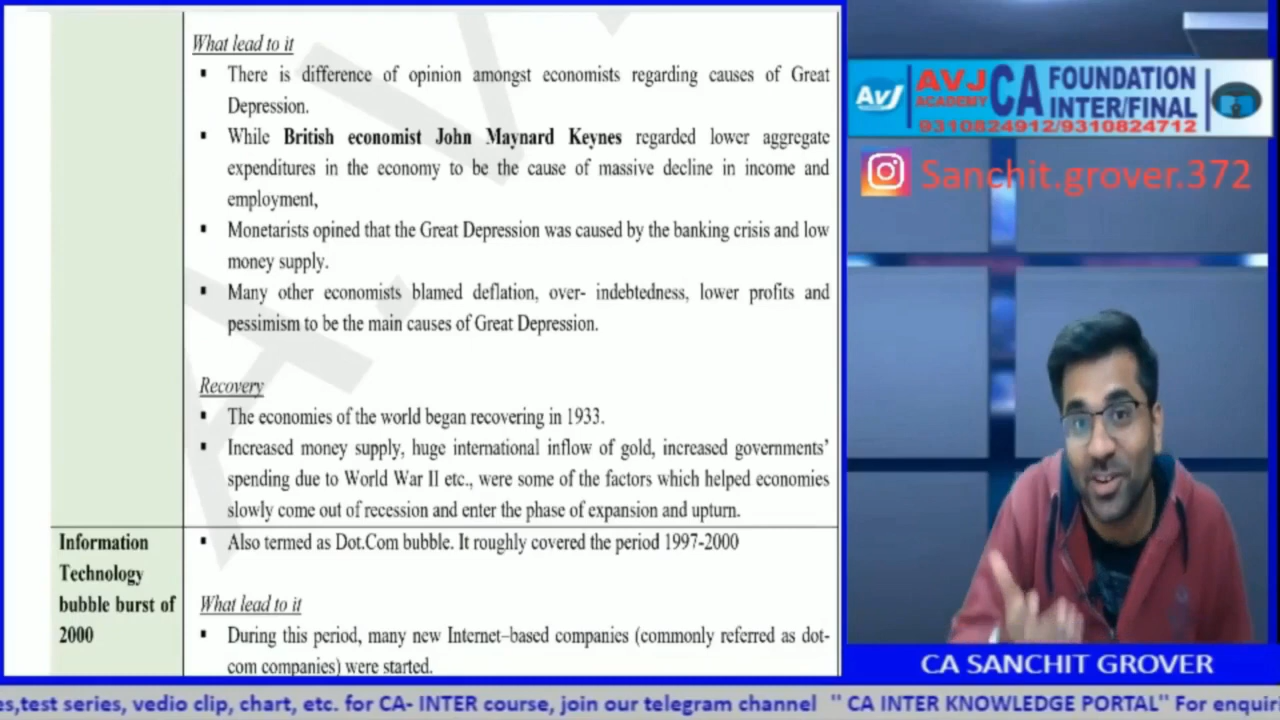 What lead to it
▪ There is difference of opinion amongst economists regarding causes of Great
Depression.
▪ While British economist John Maynard Keynes regarded lower aggregate
expenditures in the economy to be the cause of massive decline in income and
employment,
▪ Monetarists opined that the Great Depression was caused by the banking crisis and low
money supply.
▪ Many other economists blamed deflation, over- indebtedness, lower profits and
pessimism to be the main causes of Great Depression.
Recovery
▪ The economies of the world began recovering in 1933.
▪ Increased money supply, huge international inflow of gold, increased governments'
spending due to World War II etc., were some of the factors which helped economies
slowly come out of recession and enter the phase of expansion and upturn.
Information
Technology
bubble burst of
2000
▪ Also termed as Dot.Com bubble. It roughly covered the period 1997-2000
What lead to it
▪ During this period, many new Internet–based companies (commonly referred as dot-
com companies) were started.
AVJ
AVJ
ACADEMY
CA
FOUNDATION
INTER/FINAL
9310824912/9310824712
Sanchit.grover.372
CA SANCHIT GROVER
es,test series, vedio clip, chart, etc. for CA- INTER course, join our telegram channel " CA INTER KNOWLEDGE PORTAL" For enquiri